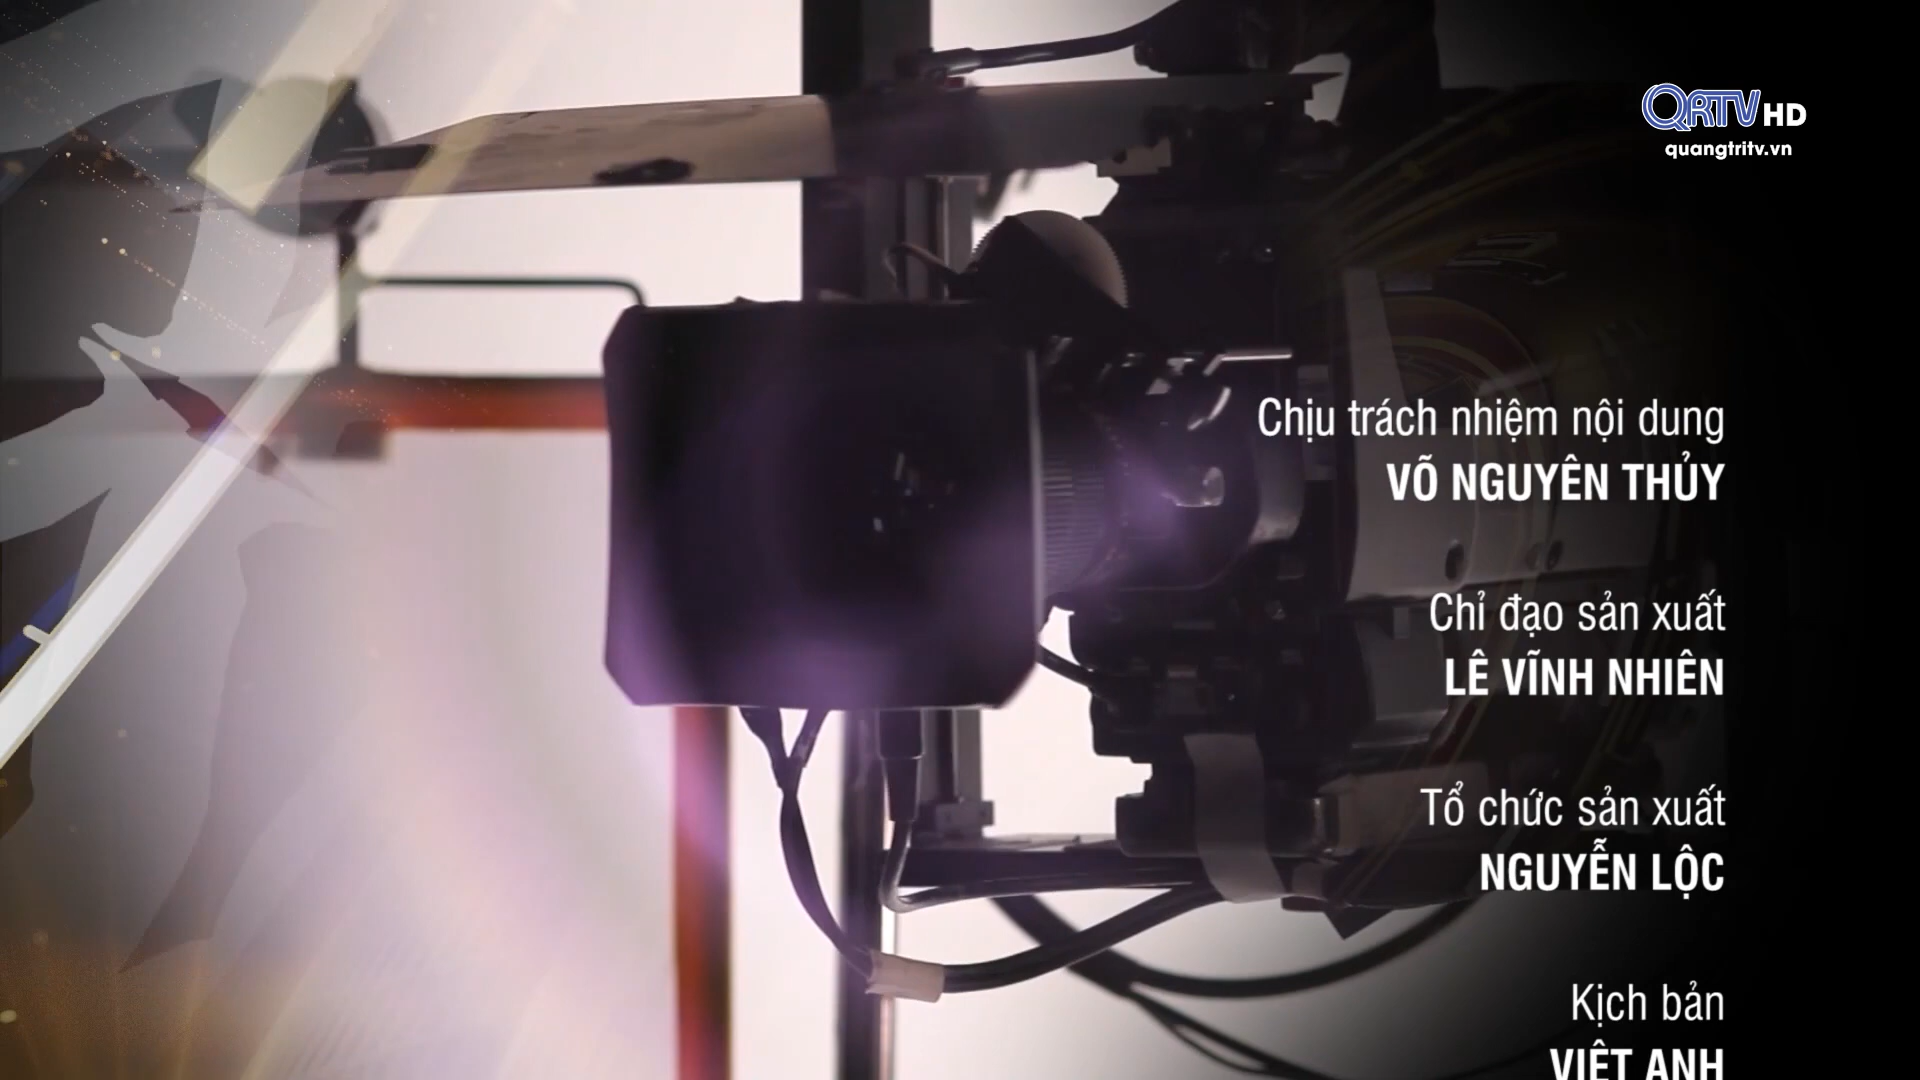 QRTV HD
quangtritv.vn
Chịu trách nhiệm nội dung
VÕ NGUYÊN THỦY
Chỉ đạo sản xuất
LÊ VĨNH NHIÊN
Tổ chức sản xuất
NGUYỄN LỘC
Kịch bản
VIỆT ANH